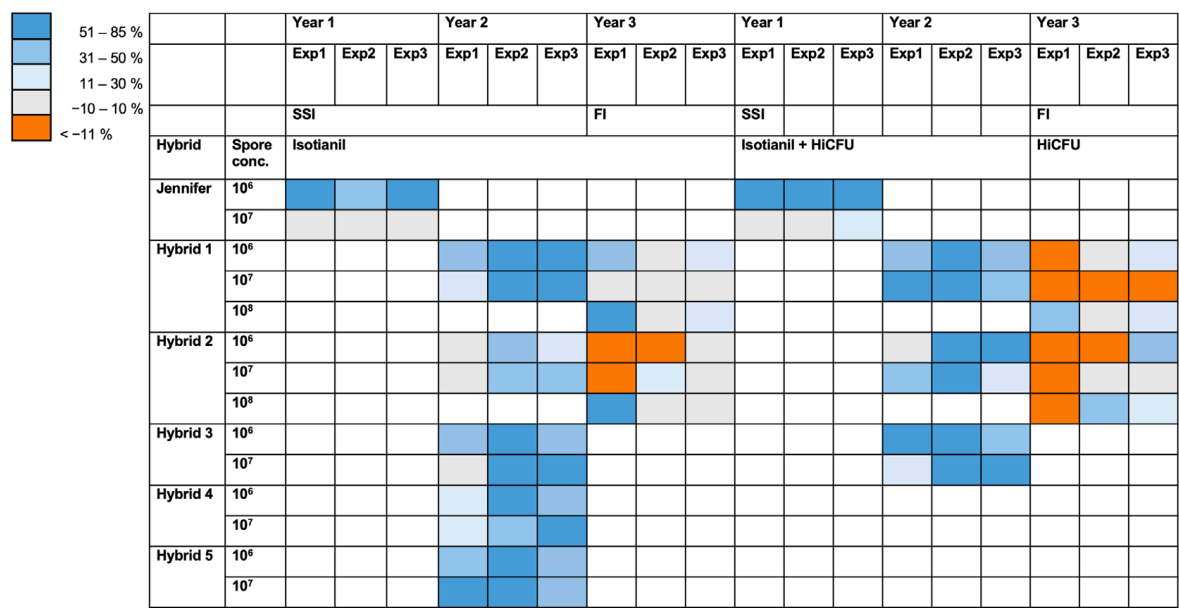 51 – 85 %
31 – 50 %
11 – 30 %
−10 – 10 %
< −11 %
Year 1 Year 2 Year 3 Year 1 Year 2 Year 3
Exp1 Exp2 Exp3 Exp1 Exp2 Exp3 Exp1 Exp2 Exp3 Exp1 Exp2 Exp3 Exp1 Exp2 Exp3 Exp1 Exp2 Exp3
SSI FI SSI FI
Hybrid Spore conc. Isotianil Isotianil + HiCFU HiCFU
Jennifer 10⁶
10⁷
Hybrid 1 10⁶
10⁷
10⁸
Hybrid 2 10⁶
10⁷
10⁸
Hybrid 3 10⁶
10⁷
Hybrid 4 10⁶
10⁷
Hybrid 5 10⁶
10⁷